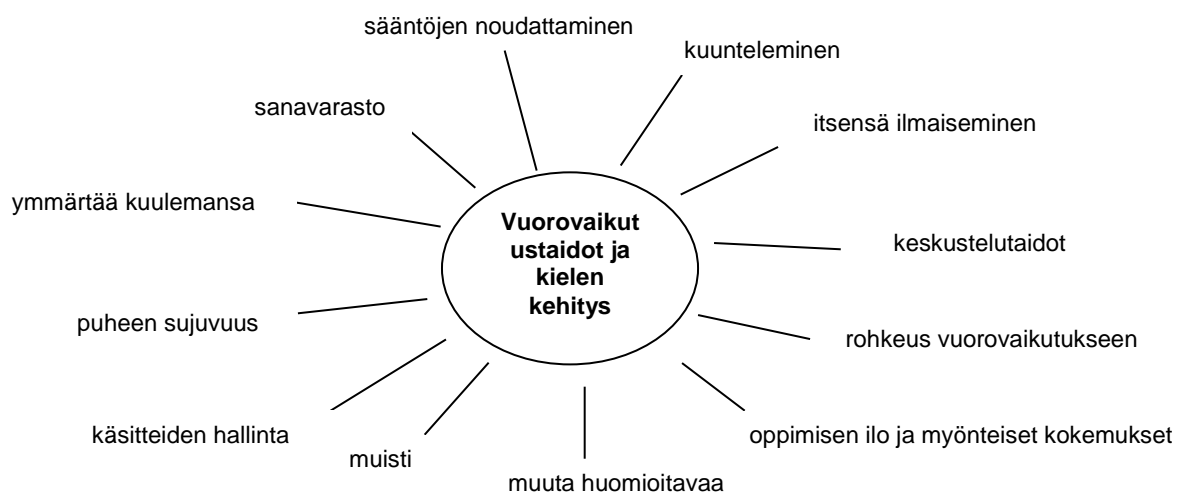 sääntöjen noudattaminen
kuunteleminen
sanavarasto
itsensä ilmaiseminen
ymmärtää kuulemansa
Vuorovaikut
ustaidot ja
kielen
kehitys
keskustelutaidot
puheen sujuvuus
rohkeus vuorovaikutukseen
käsitteiden hallinta
oppimisen ilo ja myönteiset kokemukset
muisti
muuta huomioitavaa